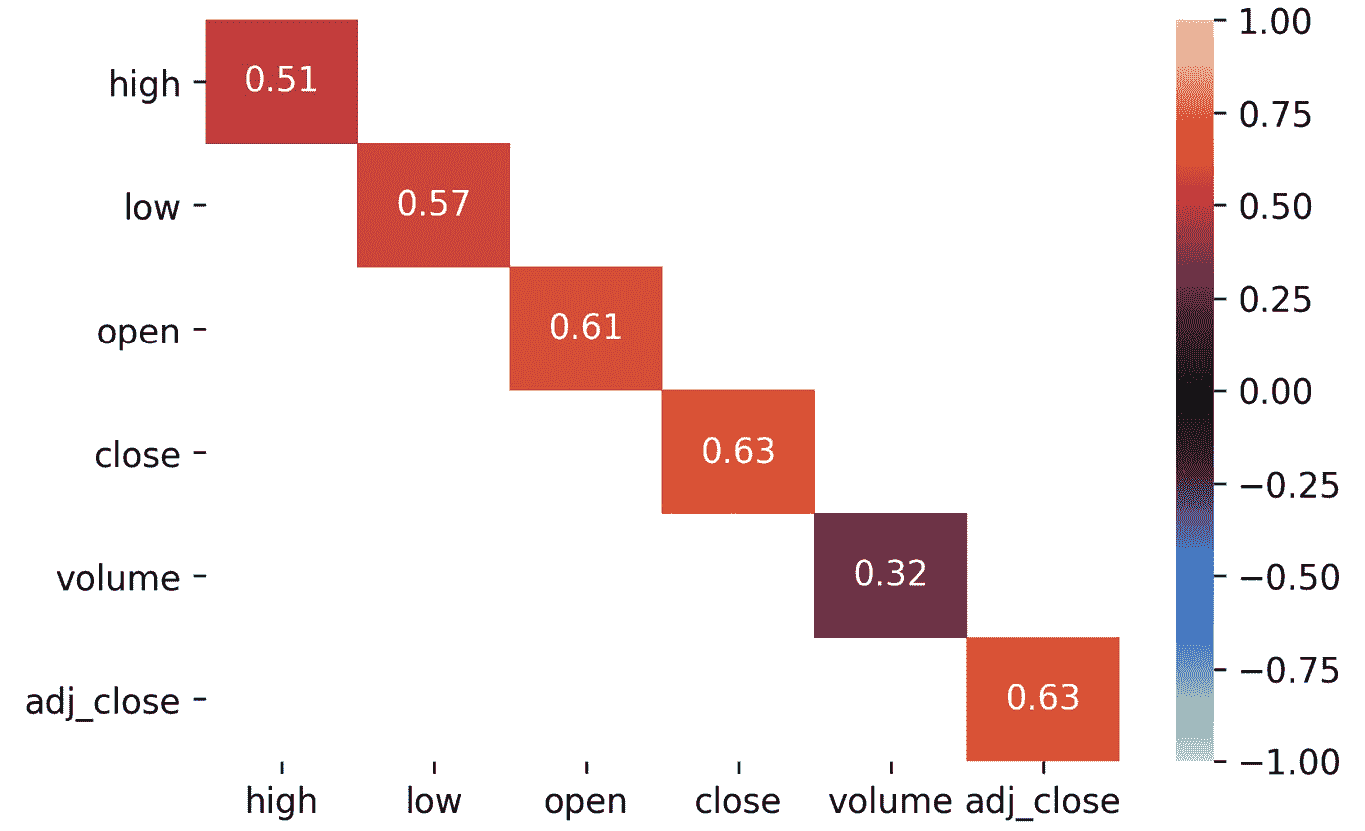 high 0.51
low 0.57
open 0.61
close 0.63
volume 0.32
adj_close 0.63
high low open close volume adj_close
1.00
0.75
0.50
0.25
0.00
−0.25
−0.50
−0.75
−1.00